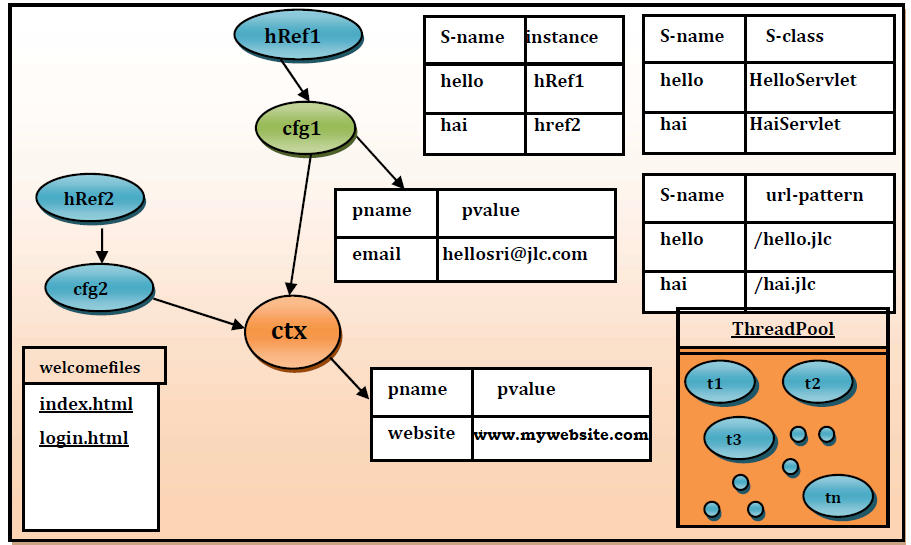 hRef1
cfg1
hRef2
cfg2
ctx
S-name instance
hello hRef1
hai href2
S-name S-class
hello HelloServlet
hai HaiServlet
pname pvalue
email hellosri@jlc.com
S-name url-pattern
hello /hello.jlc
hai /hai.jlc
welcomefiles
index.html
login.html
pname pvalue
website www.mywebsite.com
ThreadPool
t1 t2
t3
tn